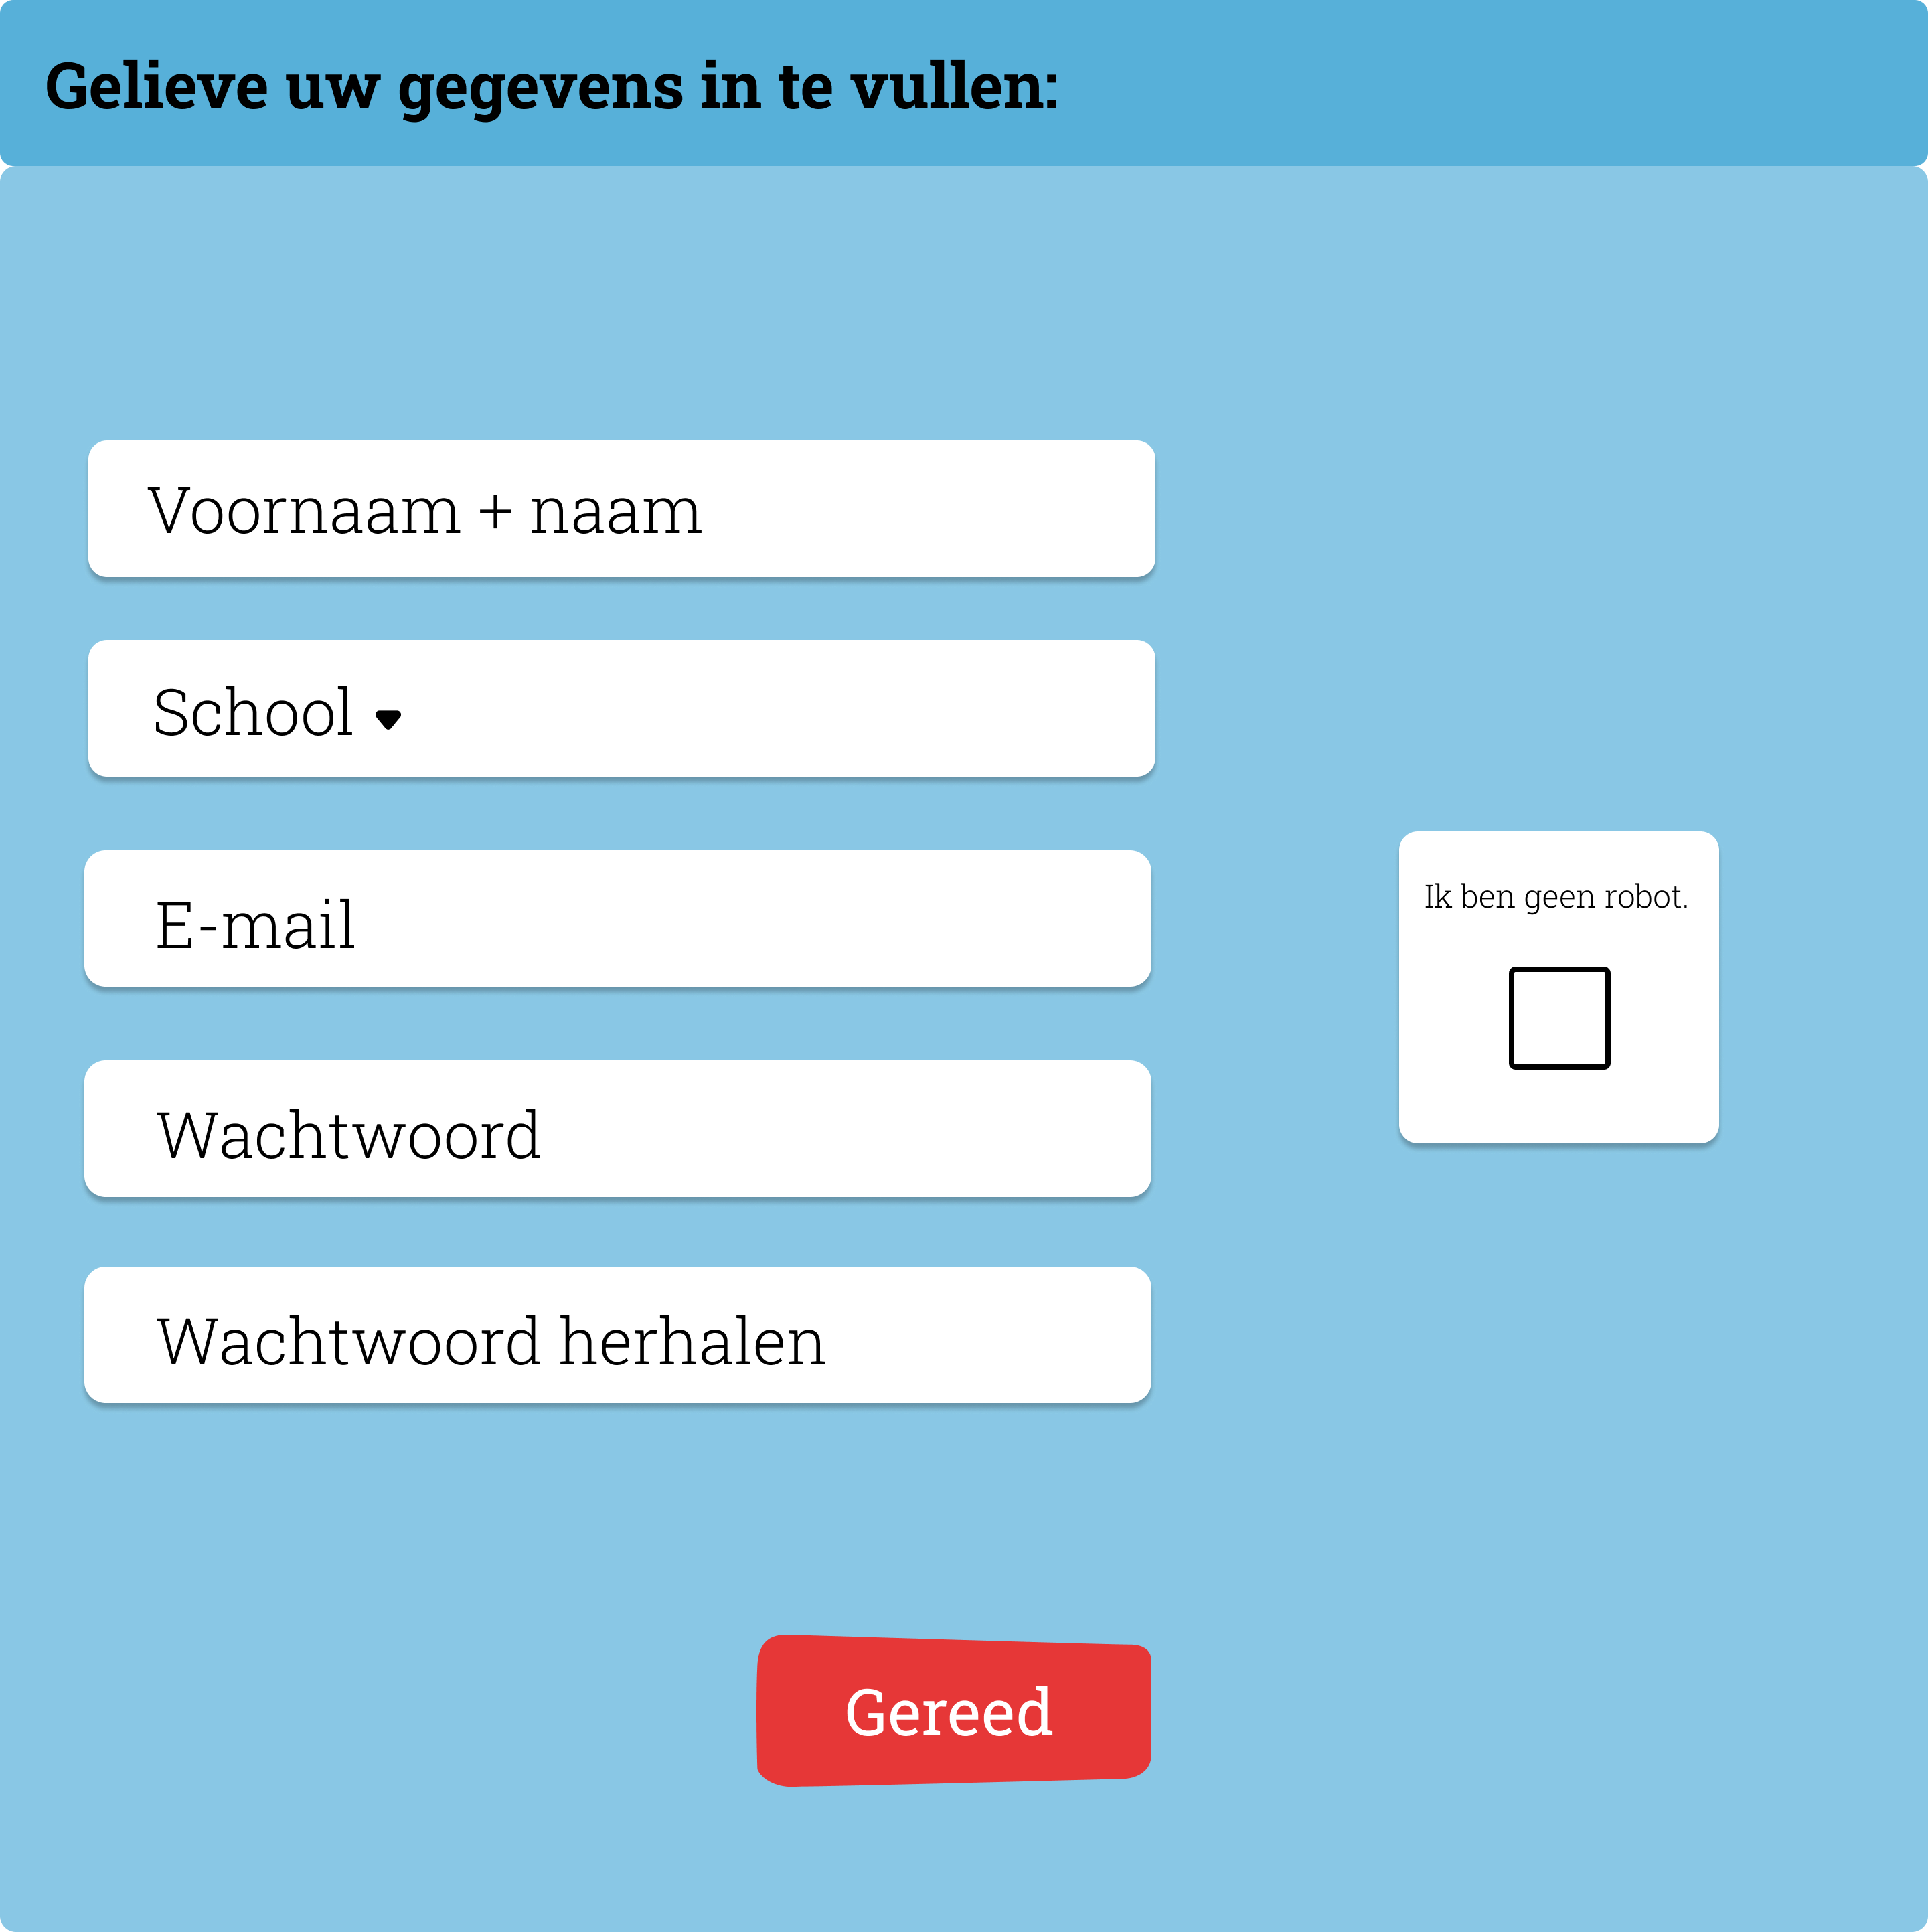 Gelieve uw gegevens in te vullen:
Voornaam + naam
School
E-mail
Ik ben geen robot.
Wachtwoord
Wachtwoord herhalen
Gereed